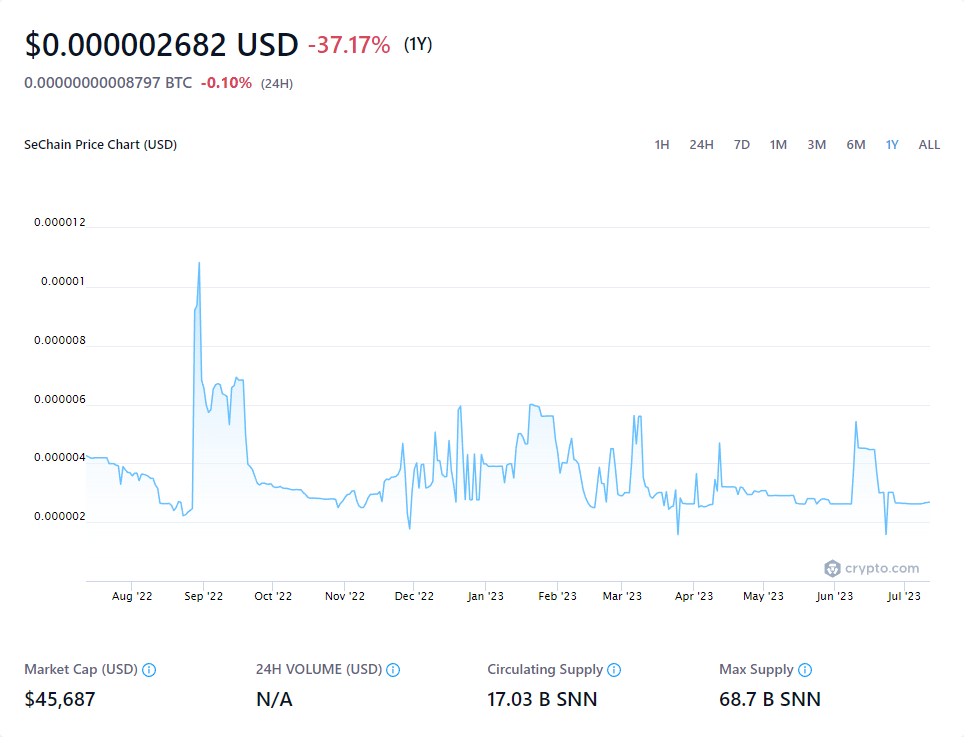 $0.000002682 USD -37.17% (1Y)
0.00000000008797 BTC -0.10% (24H)
SeChain Price Chart (USD) 1H 24H 7D 1M 3M 6M 1Y ALL
0.000012
0.00001
0.000008
0.000006
0.000004
0.000002
crypto.com
Aug '22 Sep '22 Oct '22 Nov '22 Dec '22 Jan '23 Feb '23 Mar '23 Apr '23 May '23 Jun '23 Jul '23
Market Cap (USD) 24H VOLUME (USD) Circulating Supply Max Supply
$45,687 N/A 17.03 B SNN 68.7 B SNN